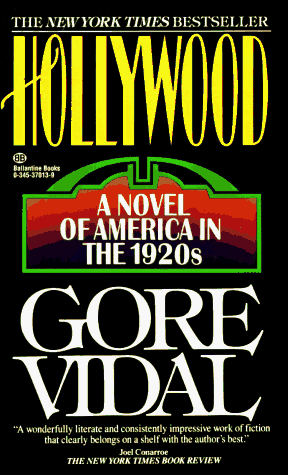 THE NEW YORK TIMES BESTSELLER
HOLLYWOOD
BB
Ballantine Books
0-345-37013-9
A NOVEL
OF AMERICA IN
THE 1920s
GORE
VIDAL
"A wonderfully literate and consistently impressive work of fiction
that clearly belongs on a shelf with the author's best."
Joel Conarroe
THE NEW YORK TIMES BOOK REVIEW